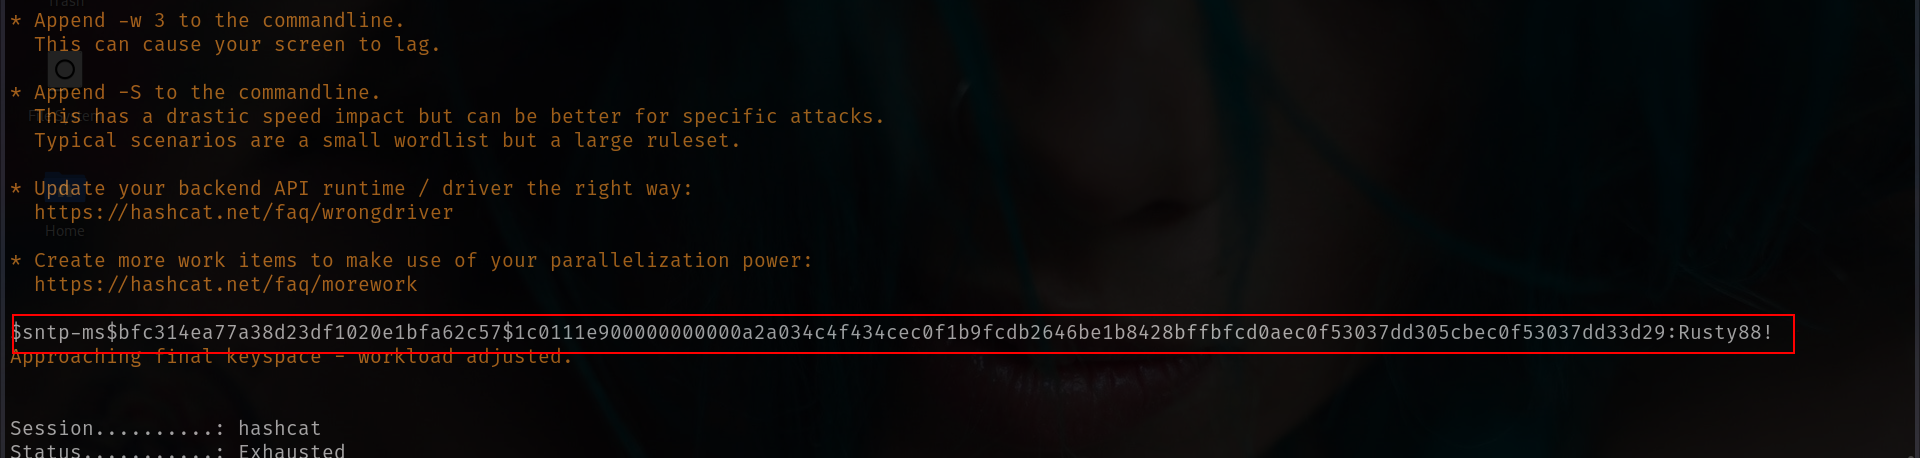 Trash
* Append -w 3 to the commandline.
  This can cause your screen to lag.

* Append -S to the commandline.
  This has a drastic speed impact but can be better for specific attacks.
  Typical scenarios are a small wordlist but a large ruleset.

* Update your backend API runtime / driver the right way:
  https://hashcat.net/faq/wrongdriver
Home

* Create more work items to make use of your parallelization power:
  https://hashcat.net/faq/morework

$sntp-ms$bfc314ea77a38d23df1020e1bfa62c57$1c0111e900000000000a2a034c4f434cec0f1b9fcdb2646be1b8428bffbfcd0aec0f53037dd305cbec0f53037dd33d29:Rusty88!
Approaching final keyspace - workload adjusted.

Session..........: hashcat
Status...........: Exhausted